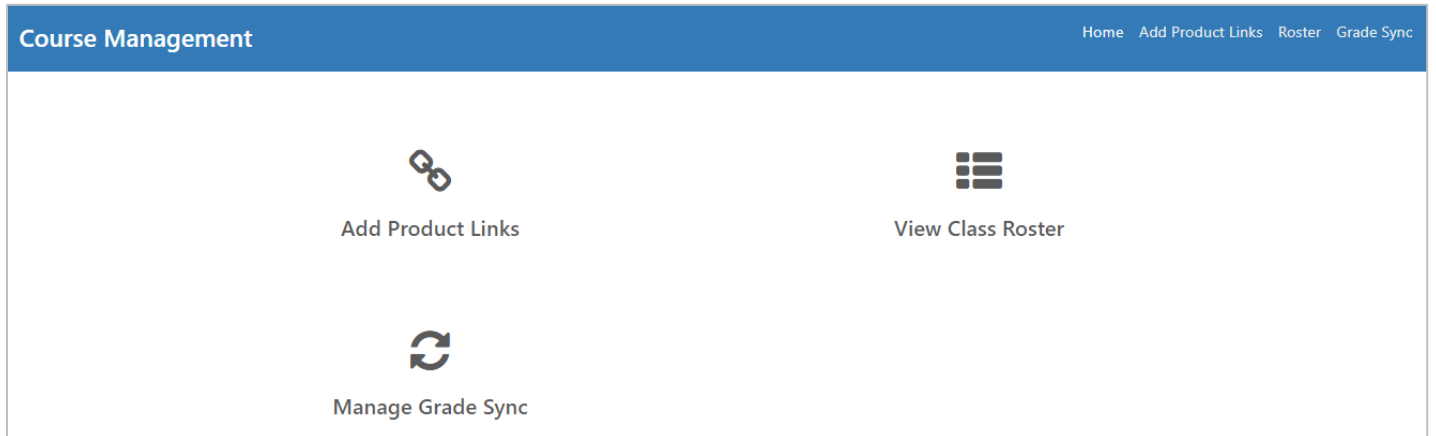 Course Management
Home Add Product Links Roster Grade Sync
Add Product Links
View Class Roster
Manage Grade Sync